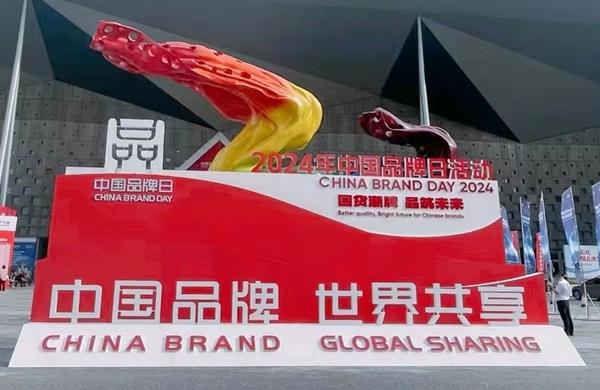 2024年中国品牌日活动
CHINA BRAND DAY 2024
国货潮牌 品筑未来
Better quality, Bright future for Chinese brands.
品
中国品牌日
CHINA BRAND DAY
中国品牌 世界共享
CHINA BRAND GLOBAL SHARING